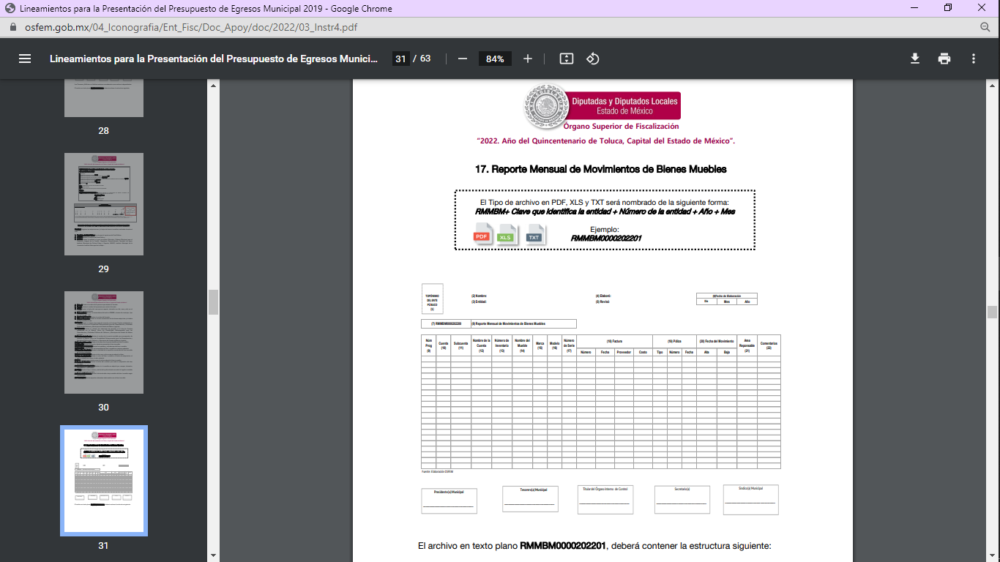 Lineamientos para la Presentación del Presupuesto de Egresos Municipal 2019 - Google Chrome
osfem.gob.mx/04_Iconografia/Ent_Fisc/Doc_Apoy/doc/2022/03_Instr4.pdf
Lineamientos para la Presentación del Presupuesto de Egresos Munici... 31 / 63 84%
28
29
30
31
Diputadas y Diputados Locales
Estado de México
Órgano Superior de Fiscalización
"2022. Año del Quincentenario de Toluca, Capital del Estado de México".
17. Reporte Mensual de Movimientos de Bienes Muebles
El Tipo de archivo en PDF, XLS y TXT será nombrado de la siguiente forma:
RMMBM+ Clave que identifica la entidad + Número de la entidad + Año + Mes
PDF XLS TXT
Ejemplo:
RMMBM0000202201
TOPÓNIMO
DEL ENTE
PÚBLICO
(1)
(2) Nombre:
(3) Entidad:
(4) Elaboró:
(5) Revisó
(6)Fecha de Elaboración
Día Mes Año
(8) Reporte Mensual de Movimientos de Bienes Muebles
Núm Prog (9) Cuenta (10) Subcuenta (11) Nombre de la Cuenta (12) Número de Inventario (13) Nombre del Mueble (14) Marca (15) Modelo (16) Número de Serie (17) (18) Factura (19) Póliza (20) Fecha del Movimiento Area Responsable (21) Comentarios (22)
Número Fecha Proveedor Costo Tipo Número Fecha Alta Baja
Fuente: Elaboración OSFEM
Presidente(a) Municipal
Tesorero(a) Municipal
Titular del Órgano Interno de Control
Secretario(a)
Síndico(a) Municipal
El archivo en texto plano RMMBM0000202201, deberá contener la estructura siguiente: